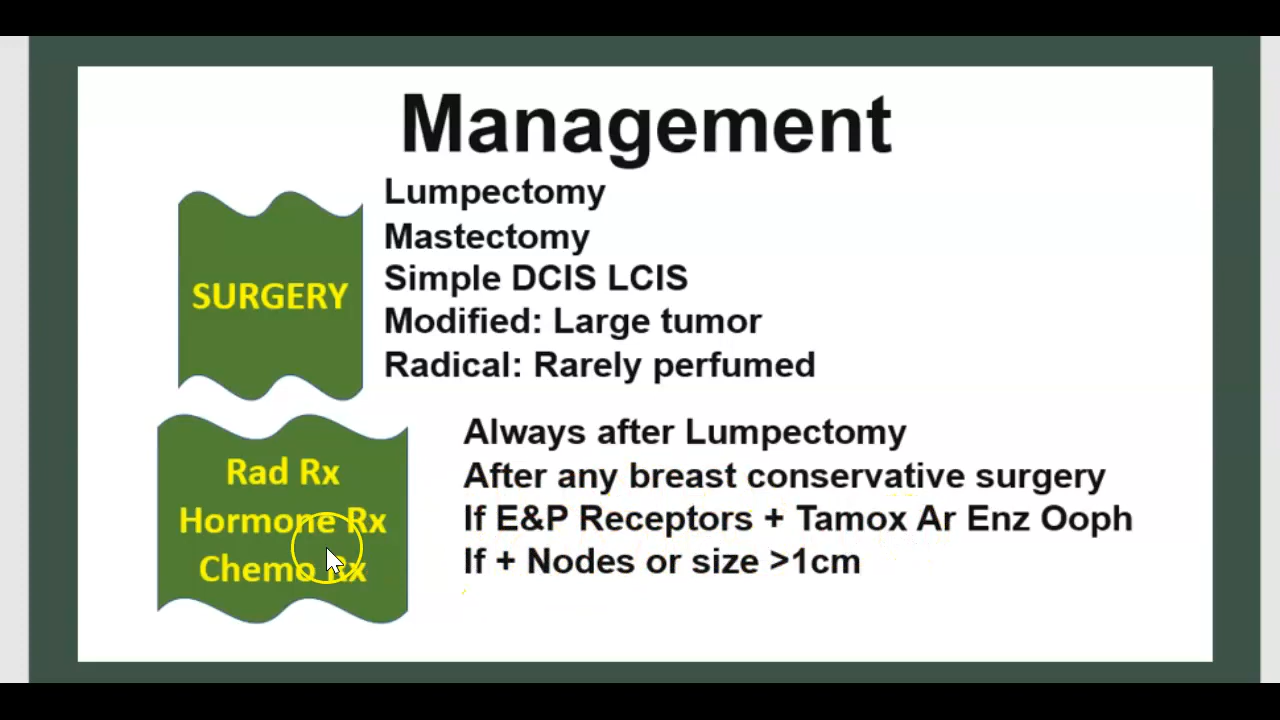 Management
SURGERY
Lumpectomy
Mastectomy
Simple DCIS LCIS
Modified: Large tumor
Radical: Rarely perfumed
Rad Rx
Hormone Rx
Chemo Rx
Always after Lumpectomy
After any breast conservative surgery
If E&P Receptors + Tamox Ar Enz Ooph
If + Nodes or size >1cm